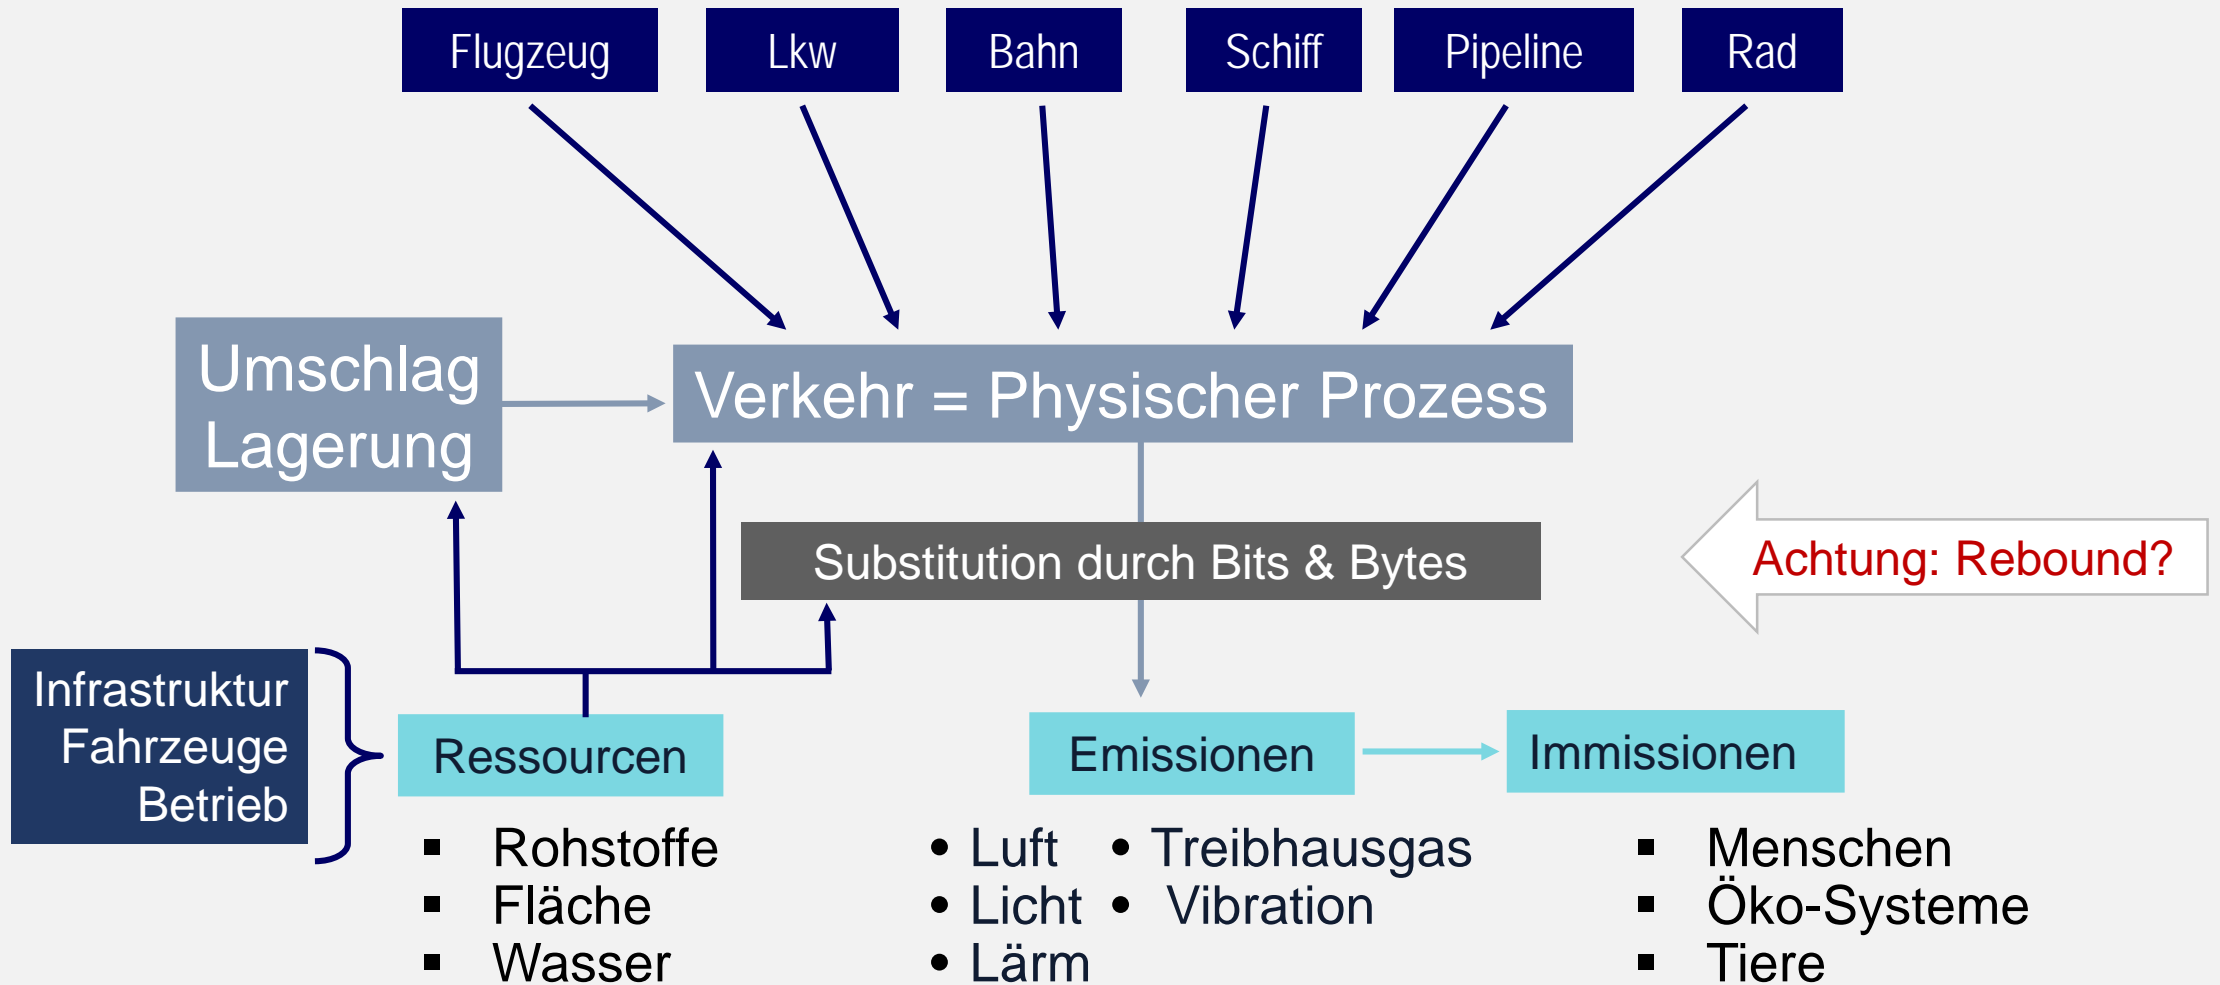 Flugzeug
Lkw
Bahn
Schiff
Pipeline
Rad
Umschlag
Lagerung
Verkehr = Physischer Prozess
Substitution durch Bits & Bytes
Achtung: Rebound?
Infrastruktur
Fahrzeuge
Betrieb
Ressourcen
▪ Rohstoffe
▪ Fläche
▪ Wasser
Emissionen
• Luft
• Licht
• Lärm
• Treibhausgas
• Vibration
Immissionen
▪ Menschen
▪ Öko-Systeme
▪ Tiere